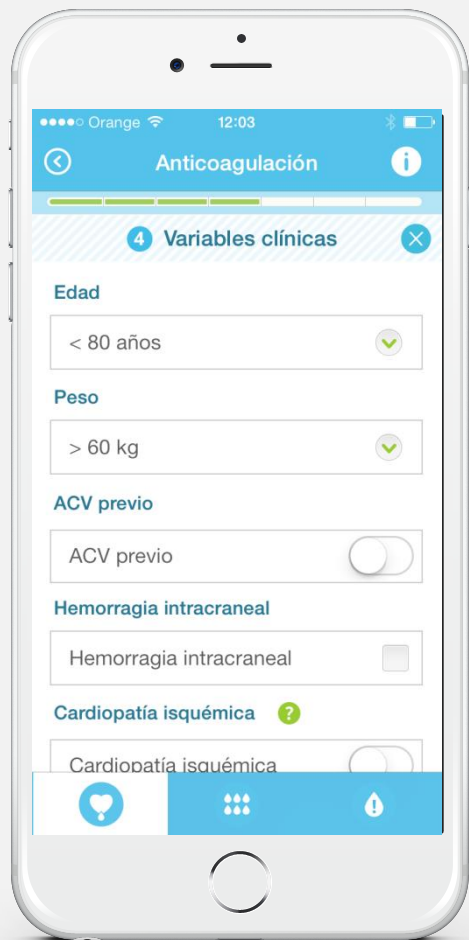 Orange 12:03
Anticoagulación i
4 Variables clínicas
Edad
< 80 años
Peso
> 60 kg
ACV previo
ACV previo
Hemorragia intracraneal
Hemorragia intracraneal
Cardiopatía isquémica ?
Cardiopatía isquémica
!